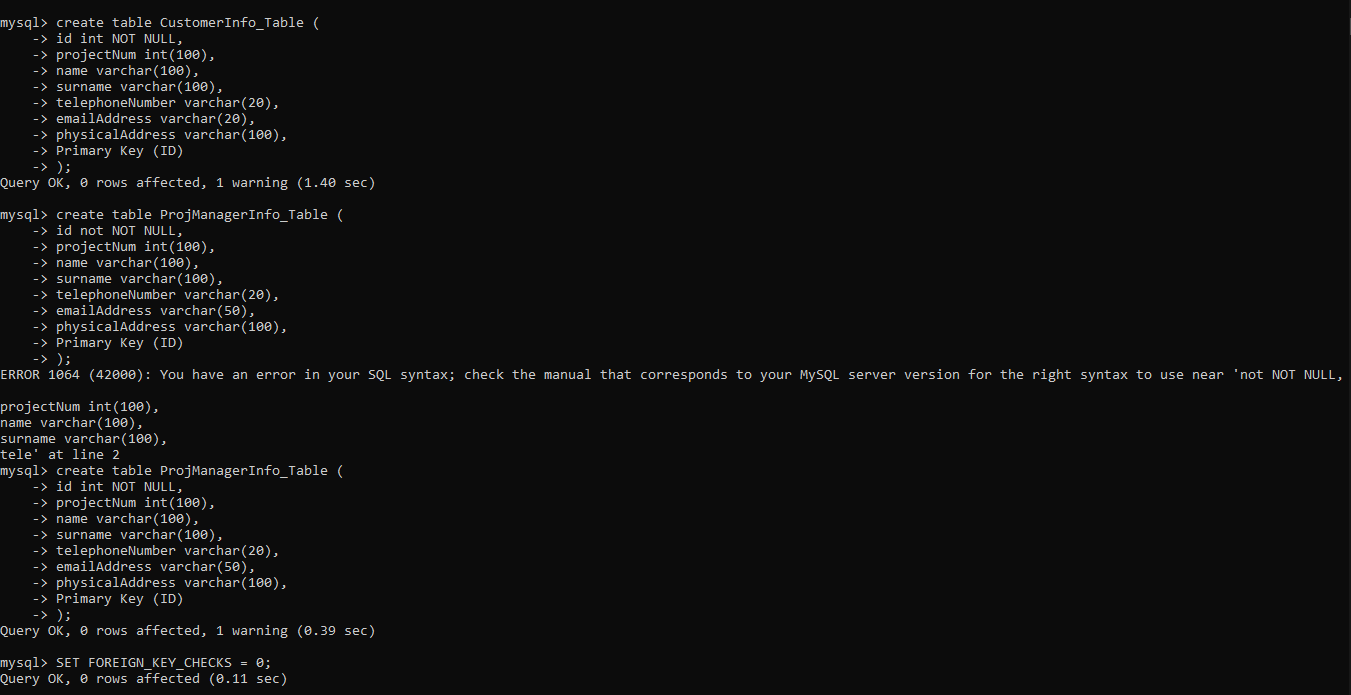 mysql> create table CustomerInfo_Table (
    -> id int NOT NULL,
    -> projectNum int(100),
    -> name varchar(100),
    -> surname varchar(100),
    -> telephoneNumber varchar(20),
    -> emailAddress varchar(20),
    -> physicalAddress varchar(100),
    -> Primary Key (ID)
    -> );
Query OK, 0 rows affected, 1 warning (1.40 sec)

mysql> create table ProjManagerInfo_Table (
    -> id not NOT NULL,
    -> projectNum int(100),
    -> name varchar(100),
    -> surname varchar(100),
    -> telephoneNumber varchar(20),
    -> emailAddress varchar(50),
    -> physicalAddress varchar(100),
    -> Primary Key (ID)
    -> );
ERROR 1064 (42000): You have an error in your SQL syntax; check the manual that corresponds to your MySQL server version for the right syntax to use near 'not NOT NULL,

projectNum int(100),
name varchar(100),
surname varchar(100),
tele' at line 2
mysql> create table ProjManagerInfo_Table (
    -> id int NOT NULL,
    -> projectNum int(100),
    -> name varchar(100),
    -> surname varchar(100),
    -> telephoneNumber varchar(20),
    -> emailAddress varchar(50),
    -> physicalAddress varchar(100),
    -> Primary Key (ID)
    -> );
Query OK, 0 rows affected, 1 warning (0.39 sec)

mysql> SET FOREIGN_KEY_CHECKS = 0;
Query OK, 0 rows affected (0.11 sec)